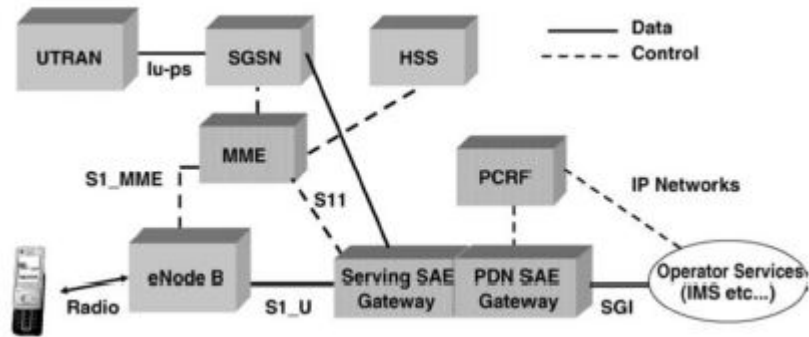 UTRAN
Iu-ps
SGSN
HSS
Data
Control
MME
S1_MME
S11
PCRF
IP Networks
eNode B
Radio
S1_U
Serving SAE
Gateway
PDN SAE
Gateway
SGI
Operator Services
(IMS etc...)